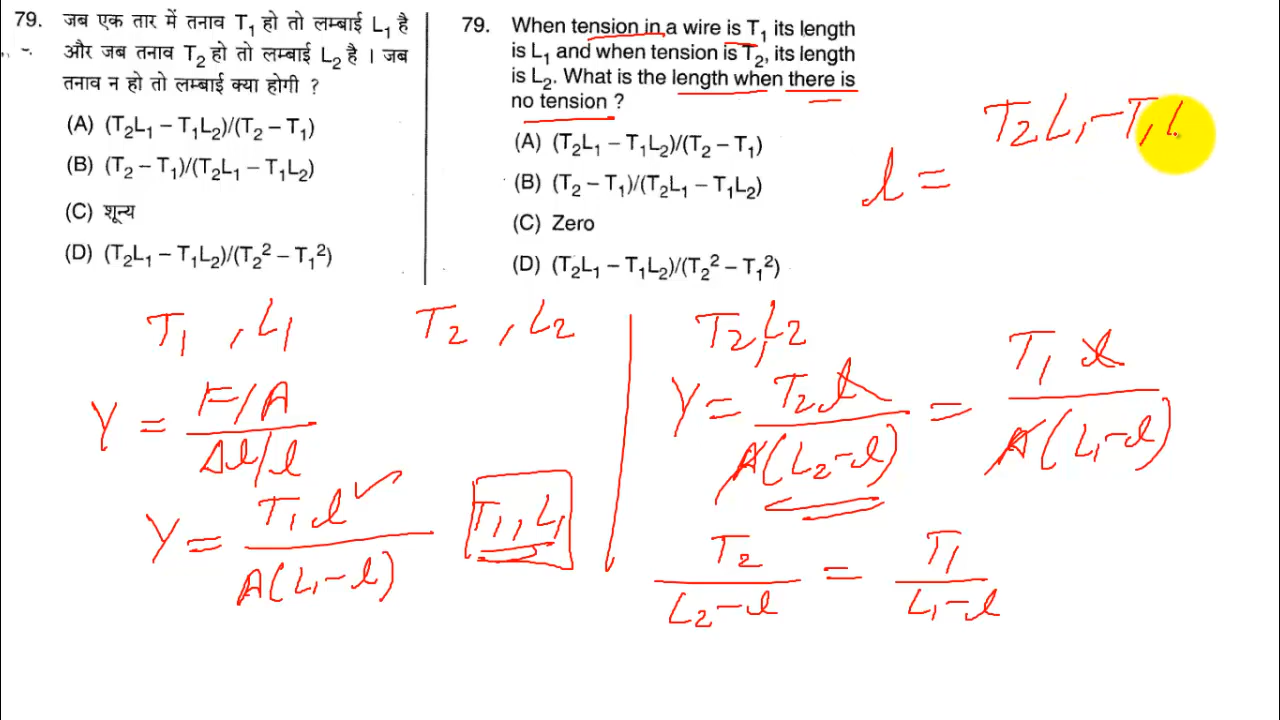 79. जब एक तार में तनाव T₁ हो तो लम्बाई L₁ है
और जब तनाव T₂ हो तो लम्बाई L₂ है । जब
तनाव न हो तो लम्बाई क्या होगी ?
(A) (T₂L₁ – T₁L₂)/(T₂ – T₁)
(B) (T₂ – T₁)/(T₂L₁ – T₁L₂)
(C) शून्य
(D) (T₂L₁ – T₁L₂)/(T₂² – T₁²)
79. When tension in a wire is T₁ its length
is L₁ and when tension is T₂, its length
is L₂. What is the length when there is
no tension ?
(A) (T₂L₁ – T₁L₂)/(T₂ – T₁)
(B) (T₂ – T₁)/(T₂L₁ – T₁L₂)
(C) Zero
(D) (T₂L₁ – T₁L₂)/(T₂² – T₁²)
T₂L₁ – T₁L
l =
T₁ , L₁ T₂ , L₂
Y = F/A
Δl/l
Y = T₁ l
A(L₁ – l)
T₁, L₁
T₂, L₂
Y = T₂ l = T₁ l
A(L₂ – l) A(L₁ – l)
T₂ = T₁
L₂ – l L₁ – l